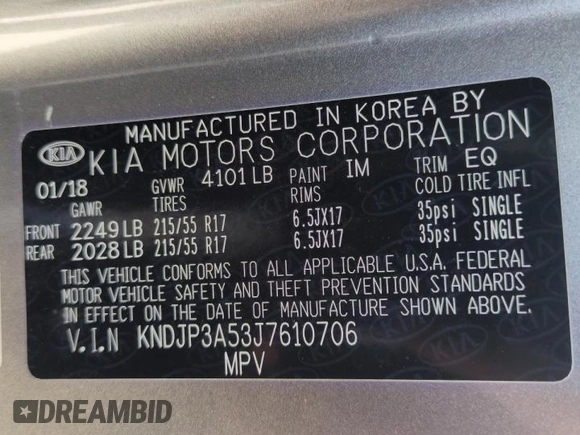 MANUFACTURED IN KOREA BY
KIA KIA MOTORS CORPORATION
01/18 GVWR 4101 LB PAINT IM TRIM EQ
GAWR TIRES RIMS COLD TIRE INFL
FRONT 2249 LB 215/55 R17 6.5JX17 35psi SINGLE
REAR 2028 LB 215/55 R17 6.5JX17 35psi SINGLE
THIS VEHICLE CONFORMS TO ALL APPLICABLE U.S.A. FEDERAL
MOTOR VEHICLE SAFETY AND THEFT PREVENTION STANDARDS
IN EFFECT ON THE DATE OF MANUFACTURE SHOWN ABOVE.
V.I.N KNDJP3A53J7610706
MPV
DREAMBID